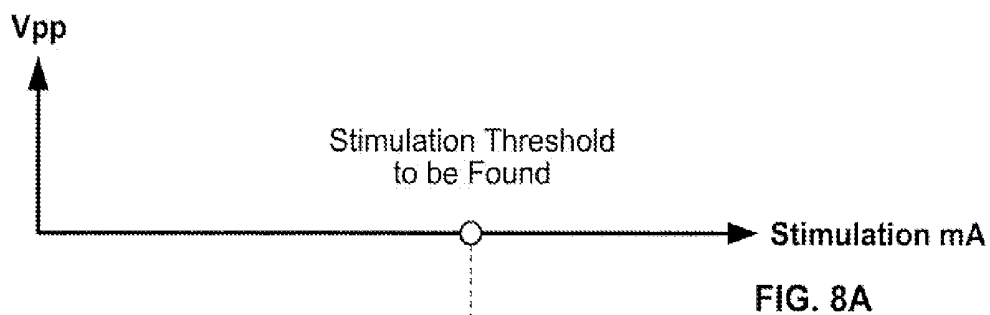 Vpp
Stimulation Threshold
to be Found
Stimulation mA
FIG. 8A